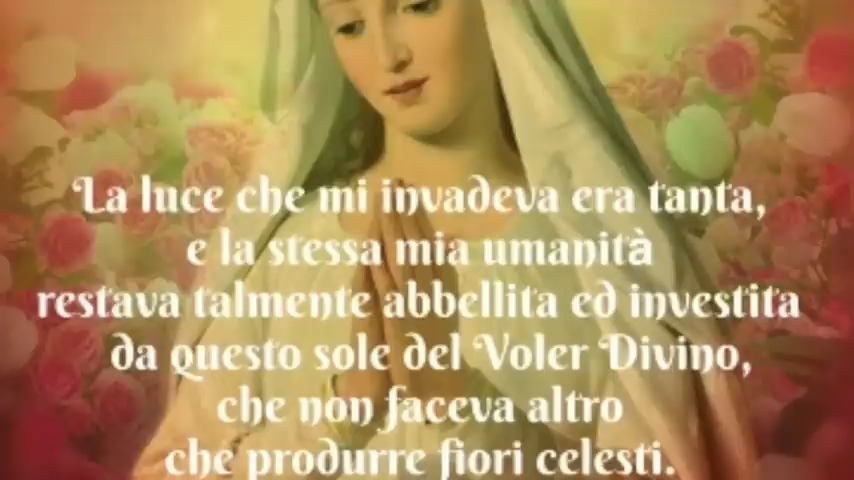 La luce che mi invadeva era tanta,
e la stessa mia umanità
restava talmente abbellita ed investita
da questo sole del Voler Divino,
che non faceva altro
che produrre fiori celesti.